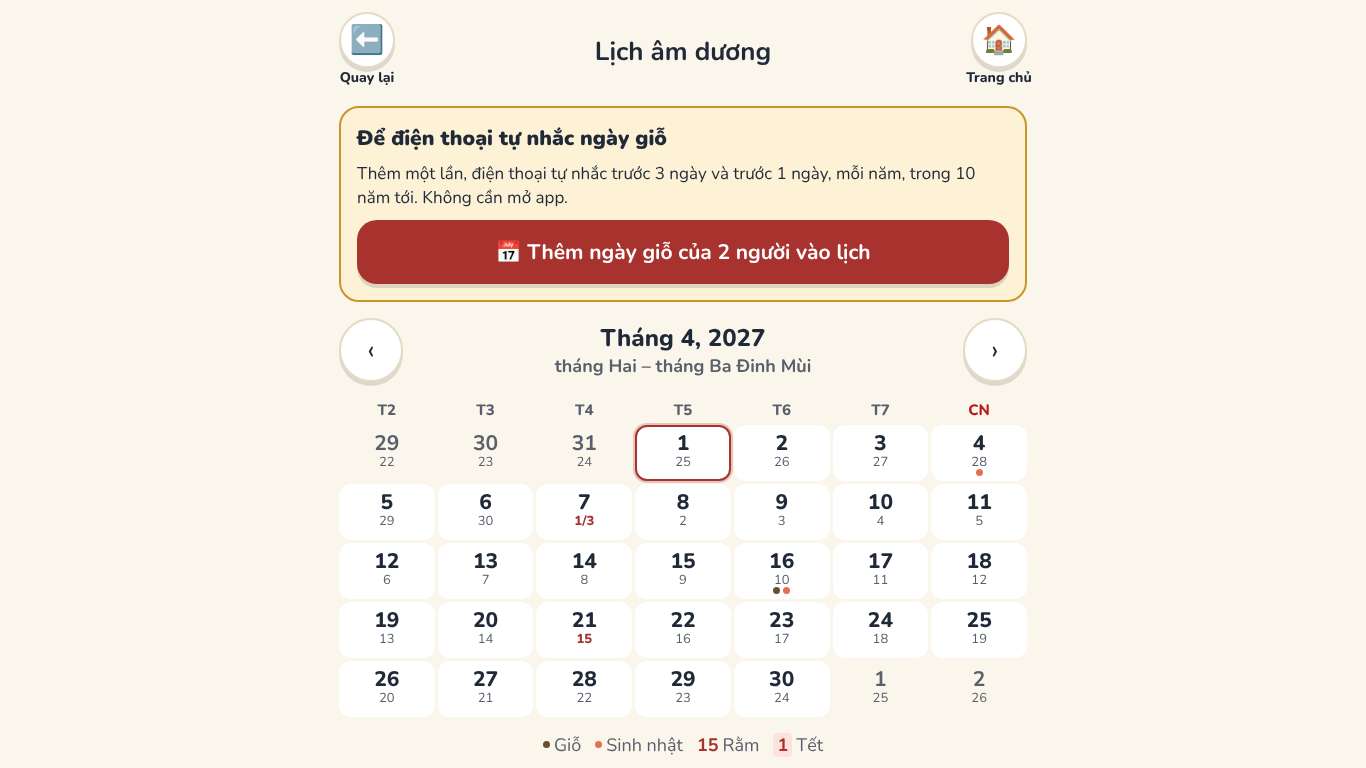 Lịch âm dương
Quay lại
Trang chủ
Để điện thoại tự nhắc ngày giỗ
Thêm một lần, điện thoại tự nhắc trước 3 ngày và trước 1 ngày, mỗi năm, trong 10
năm tới. Không cần mở app.
📅 Thêm ngày giỗ của 2 người vào lịch
‹ Tháng 4, 2027 ›
tháng Hai – tháng Ba Đinh Mùi
T2 T3 T4 T5 T6 T7 CN
29 30 31 1 2 3 4
22 23 24 25 26 27 28
5 6 7 8 9 10 11
29 30 1/3 2 3 4 5
12 13 14 15 16 17 18
6 7 8 9 10 11 12
19 20 21 22 23 24 25
13 14 15 16 17 18 19
26 27 28 29 30 1 2
20 21 22 23 24 25 26
Giỗ Sinh nhật 15 Rằm 1 Tết